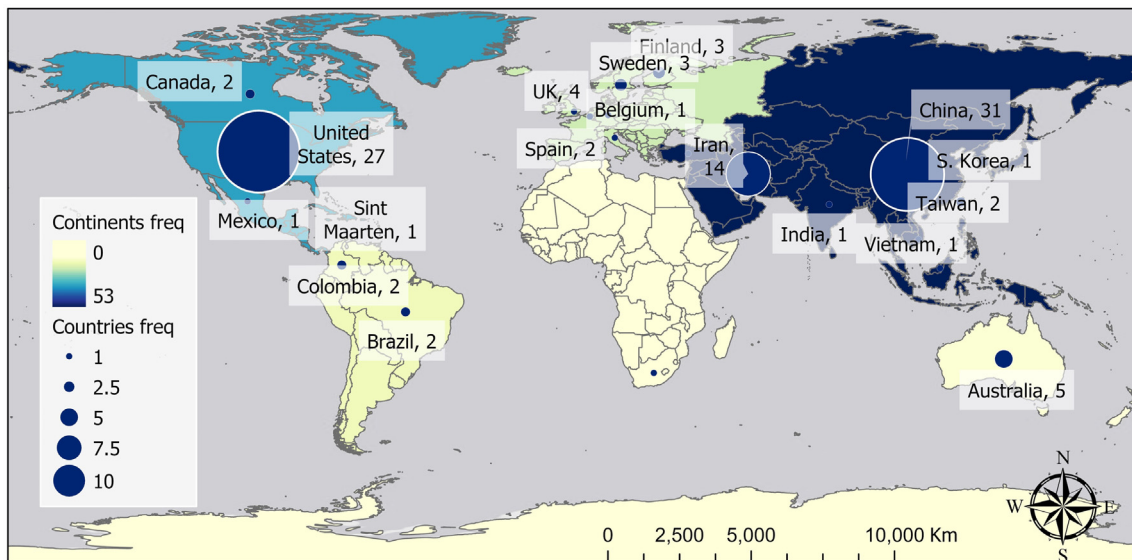 Finland, 3
Sweden, 3
Canada, 2
UK, 4
Belgium, 1
China, 31
United
States, 27
Spain, 2
Iran,
14
S. Korea, 1
Taiwan, 2
Mexico, 1
Sint
Maarten, 1
India, 1
Vietnam, 1
Colombia, 2
Brazil, 2
Australia, 5
Continents freq
0
53
Countries freq
1
2.5
5
7.5
10
N
W
E
S
0
2,500
5,000
10,000 Km